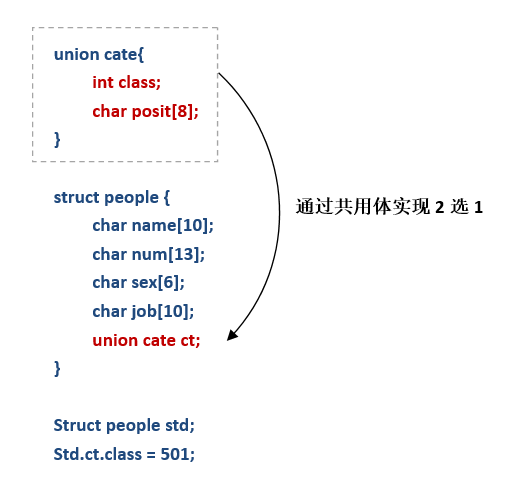 union cate{
int class;
char posit[8];
}
struct people {
char name[10];
char num[13];
char sex[6];
char job[10];
union cate ct;
}
通过共用体实现 2 选 1
Struct people std;
Std.ct.class = 501;